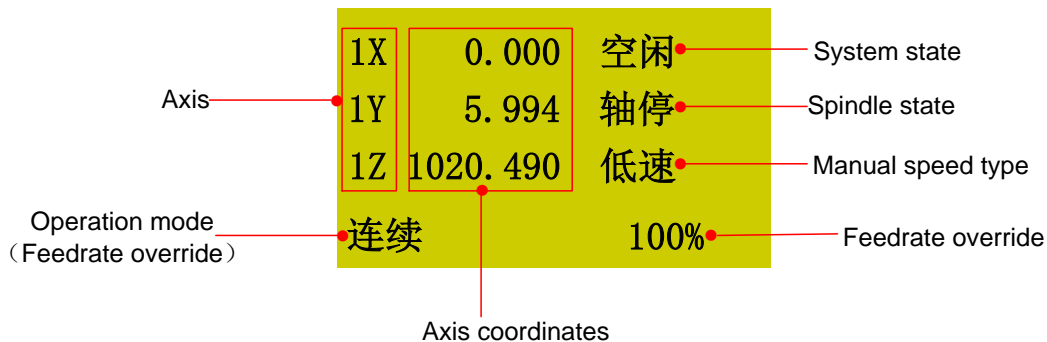 1X 0.000 空闲
System state
Axis
1Y 5.994 轴停
Spindle state
1Z 1020.490 低速
Manual speed type
Operation mode
（Feedrate override）
连续 100%
Feedrate override
Axis coordinates